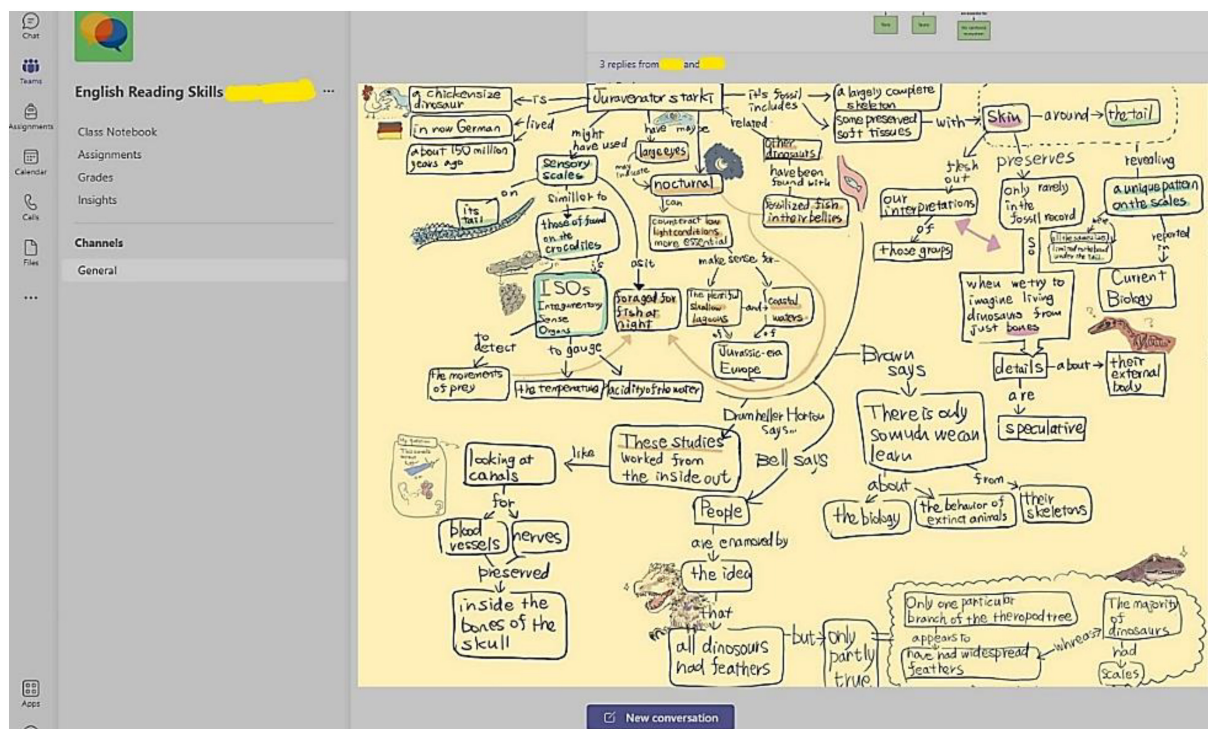 Chat
Teams
Assignments
Calendar
Calls
Files
Apps
English Reading Skills
Class Notebook
Assignments
Grades
Insights
Channels
General
3 replies from
and
Juravenator starki
is
a chickensize
dinosaur
lived
in now German
about 150 million
years ago
might
have used
sensory
scales
on
its
tail
simillor to
those of found
on the
crocodiles
is
ISOs
Integumentary
Sense
Organs
to
detect
the movements
of prey
to gauge
the temperature
acidity of the water
as it
foraged for
fish at
night
have maybe
large eyes
may
indicate
nocturnal
can
counteract low
light conditions
more essential
make sense for...
The plentiful
shallow
lagoons
and
coastal
waters
of
of
Jurassic-era
Europe
related
other
dinosaurs
have been
found with
fossilized fish
in their bellies
it's fossil
includes
a largely complete
skeleton
some preserved
soft tissues
with
skin
around
the tail
revealing
a unique pattern
on the scales
are
under the tail
reported
in
Current
Biology
flesh
out
our
interpretations
of
those groups
preserves
only rarely
in the
fossil record
so
when we try to
imagine living
dinosaurs from
just bones
details
about
their
external
body
are
speculative
Brown
says
There is only
so much we can
learn
about
the biology
the behavior of
extinct animals
from
their
skeletons
Drumheller Horton
says...
These studies
worked from
the inside out
like
looking at
canals
for
blood
vessels
nerves
preserved
inside the
bones of the
skull
Bell says
People
are enamored by
the idea
that
all dinosours
had feathers
but
only
partly
true
Only one particular
branch of the theropod tree
appears to
have had widespread
feathers
whreas?
The majority
of
dinosaurs
had
scales
New conversation